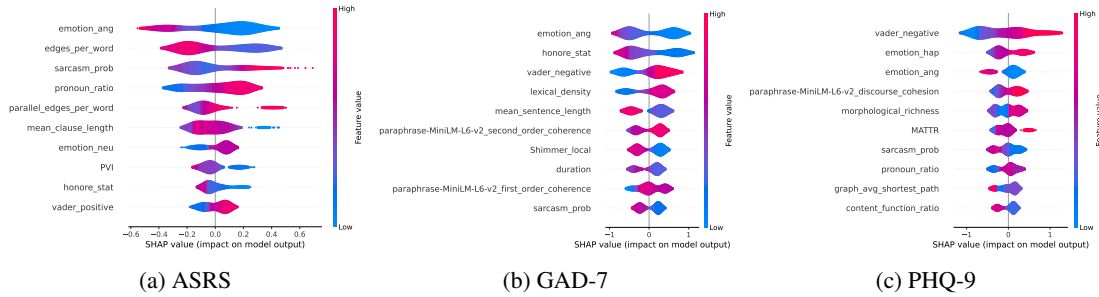 emotion_ang
edges_per_word
sarcasm_prob
pronoun_ratio
parallel_edges_per_word
mean_clause_length
emotion_neu
PVI
honore_stat
vader_positive
−0.6 −0.4 −0.2 0.0 0.2 0.4 0.6
SHAP value (impact on model output)
High
Low
Feature value
(a) ASRS
emotion_ang
honore_stat
vader_negative
lexical_density
mean_sentence_length
paraphrase-MiniLM-L6-v2_second_order_coherence
Shimmer_local
duration
paraphrase-MiniLM-L6-v2_first_order_coherence
sarcasm_prob
−1 0 1
SHAP value (impact on model output)
High
Low
Feature value
(b) GAD-7
vader_negative
emotion_hap
emotion_ang
paraphrase-MiniLM-L6-v2_discourse_cohesion
morphological_richness
MATTR
sarcasm_prob
pronoun_ratio
graph_avg_shortest_path
content_function_ratio
−1 0 1
SHAP value (impact on model output)
High
Low
Feature value
(c) PHQ-9